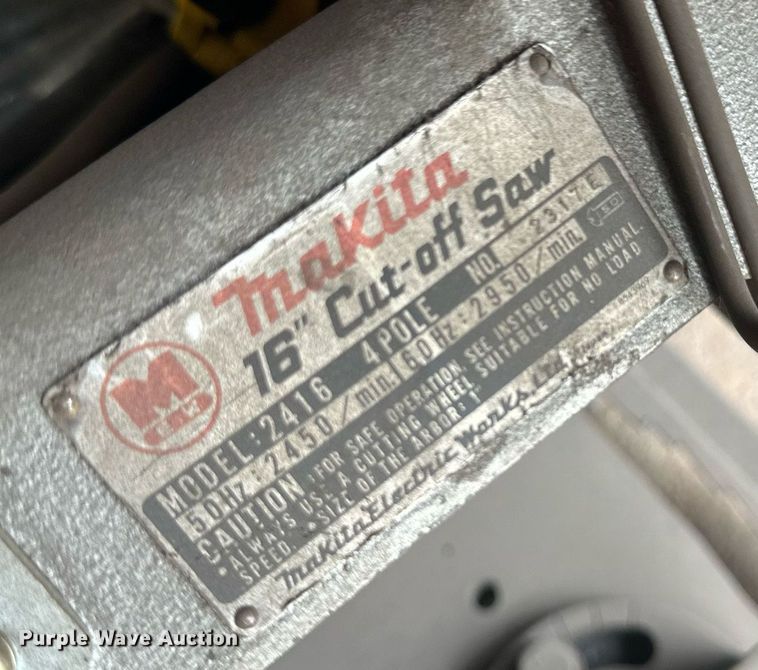 Makita
16" Cut-off Saw
M
MODEL: 2416 4 POLE NO. 2317E
50Hz: 2450/min. 60Hz: 2950/min.
CAUTION • FOR SAFE OPERATION. SEE INSTRUCTION MANUAL.
• ALWAYS USE A CUTTING WHEEL SUITABLE FOR NO LOAD
SPEED. • SIZE OF THE ARBOR: 1"
Makita Electric Works, Ltd.
Purple Wave Auction